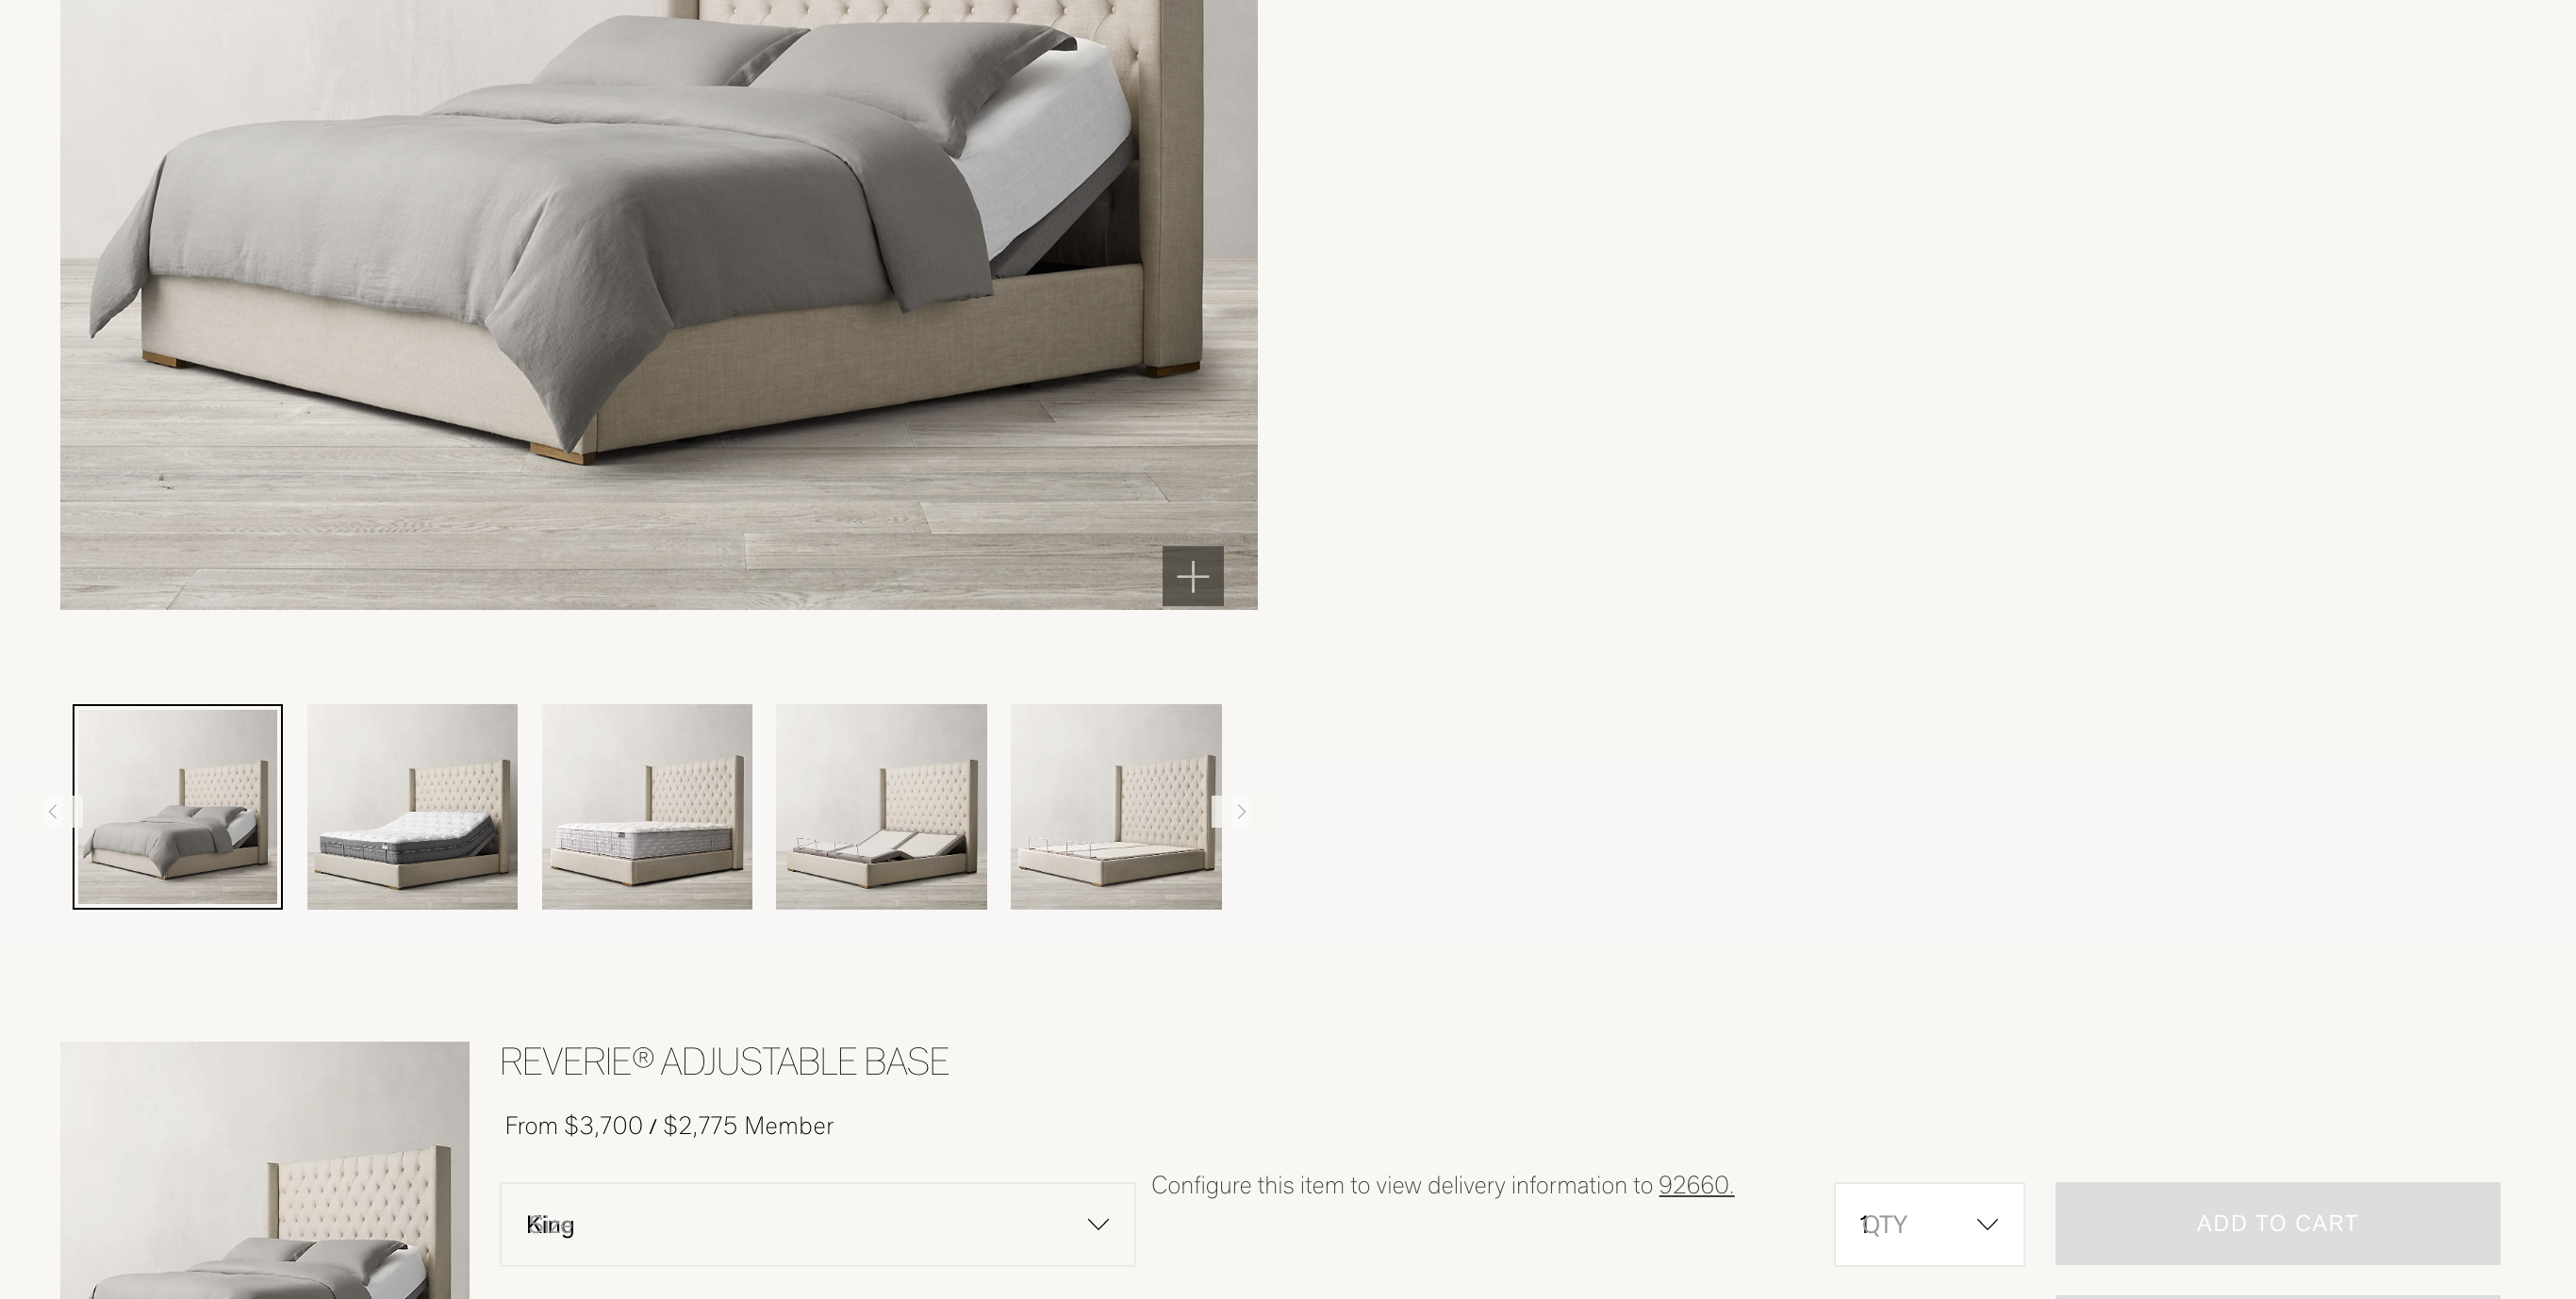 REVERIE® ADJUSTABLE BASE
From $3,700 / $2,775 Member
Configure this item to view delivery information to 92660.
King
1
QTY
ADD TO CART